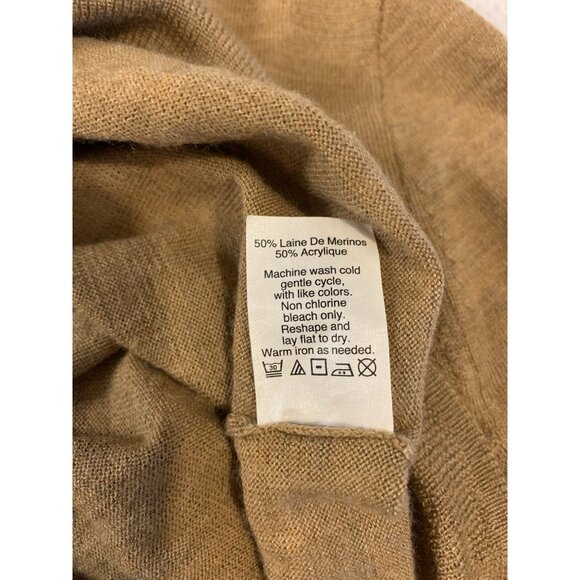 50% Laine De Merinos
50% Acrylique
Machine wash cold
gentle cycle,
with like colors.
Non chlorine
bleach only.
Reshape and
lay flat to dry.
Warm iron as needed.
30